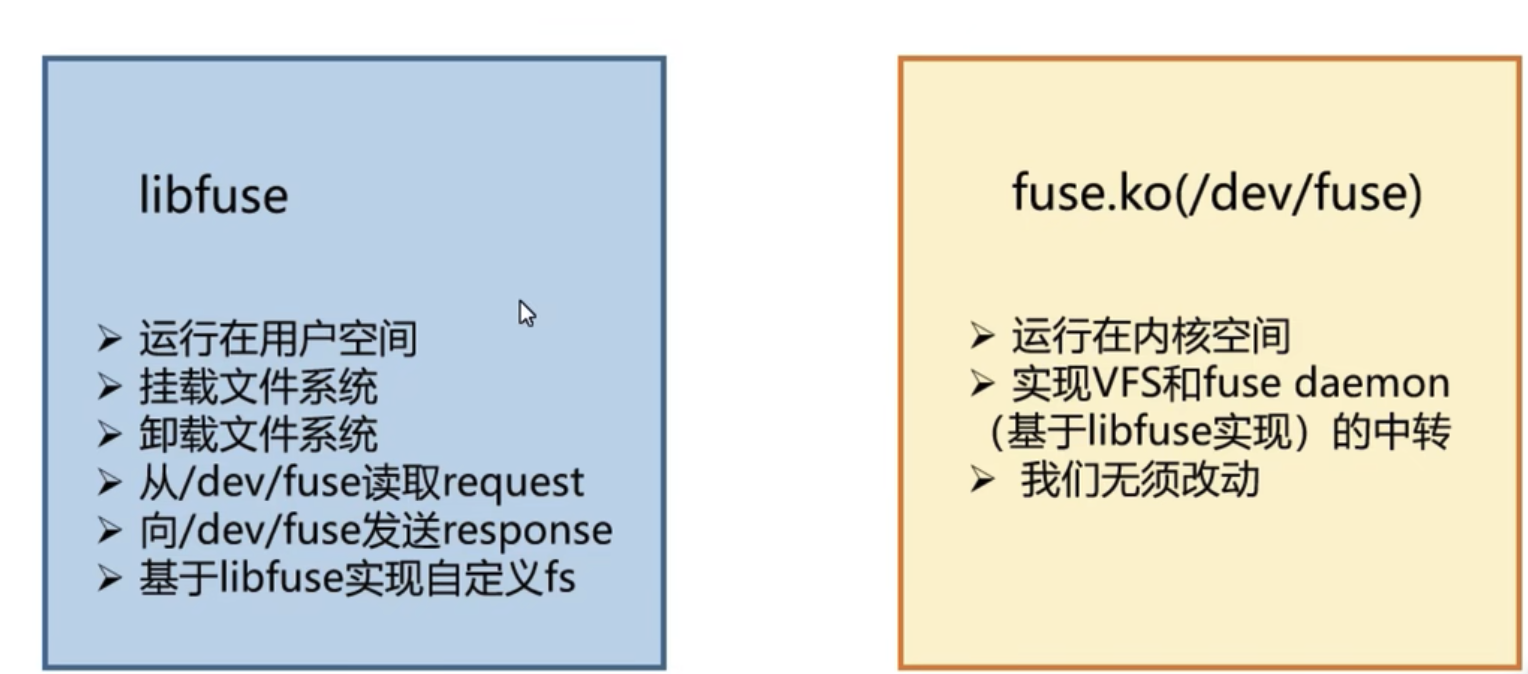 libfuse
➢ 运行在用户空间
➢ 挂载文件系统
➢ 卸载文件系统
➢ 从/dev/fuse读取request
➢ 向/dev/fuse发送response
➢ 基于libfuse实现自定义fs
fuse.ko(/dev/fuse)
➢ 运行在内核空间
➢ 实现VFS和fuse daemon
（基于libfuse实现）的中转
➢ 我们无须改动